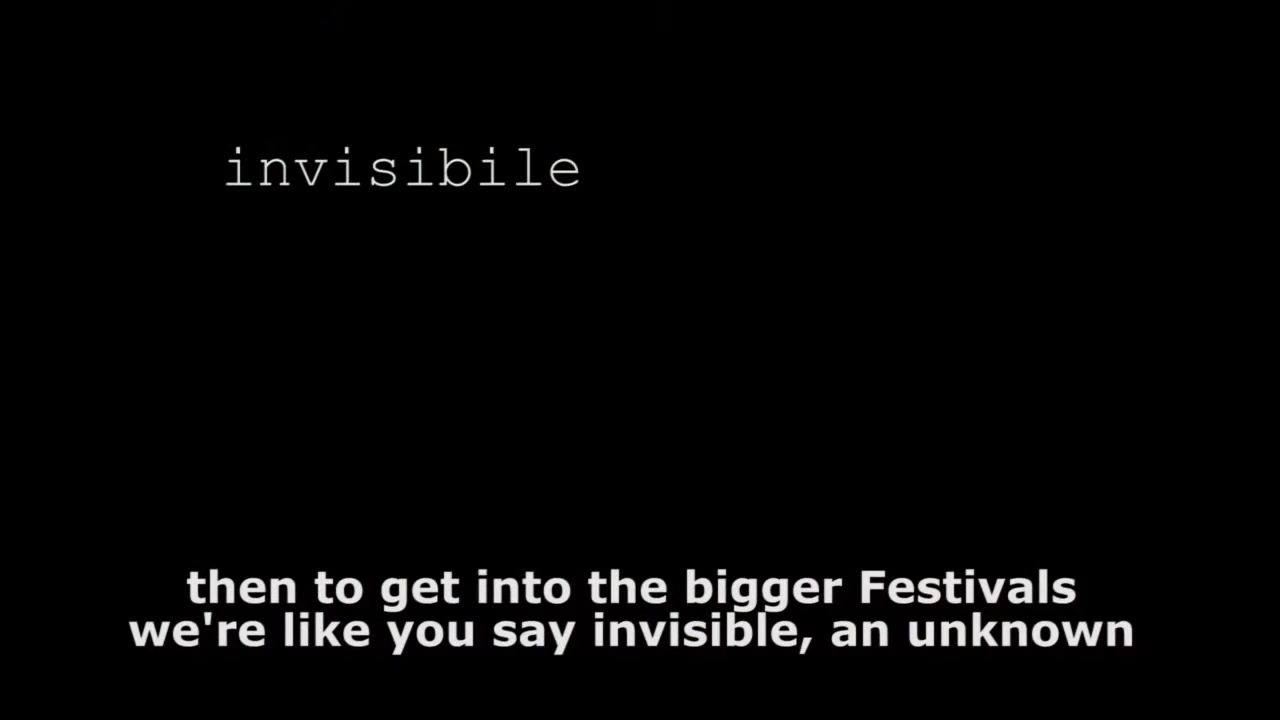 invisibile
then to get into the bigger Festivals
we're like you say invisible, an unknown